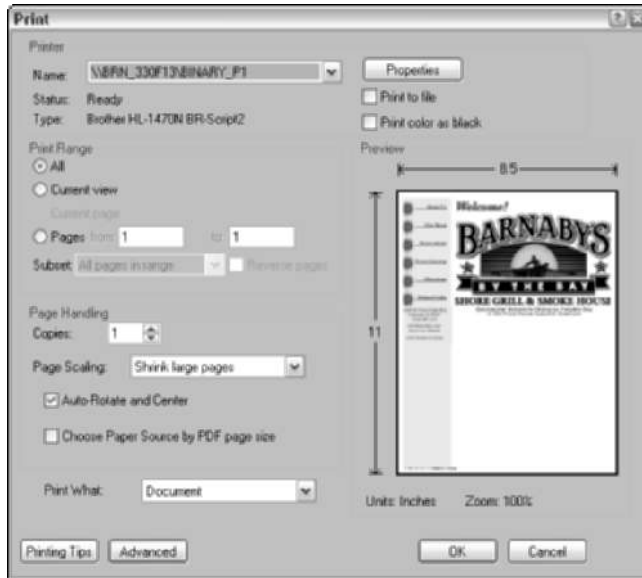 Print
Printer
Name: \\BRN_330F13\BINARY_P1
Properties
Status: Ready
Print to file
Type: Brother HL-1470N BR-Script2
Print color as black
Print Range
Preview
All
8.5
Current view
Current page
Pages from: 1 to: 1
Subset: All pages in range
Reverse pages
Welcome!
BARNABYS
BY THE BAY
SHORE GRILL & SMOKE HOUSE
11
Page Handling
Copies: 1
Page Scaling: Shrink large pages
Auto-Rotate and Center
Choose Paper Source by PDF page size
Print What: Document
Units: Inches Zoom: 100%
Printing Tips
Advanced
OK
Cancel